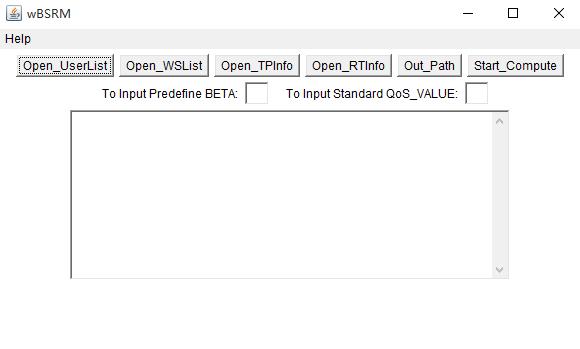 wBSRM
Help
Open_UserList Open_WSList Open_TPInfo Open_RTInfo Out_Path Start_Compute
To Input Predefine BETA: To Input Standard QoS_VALUE: